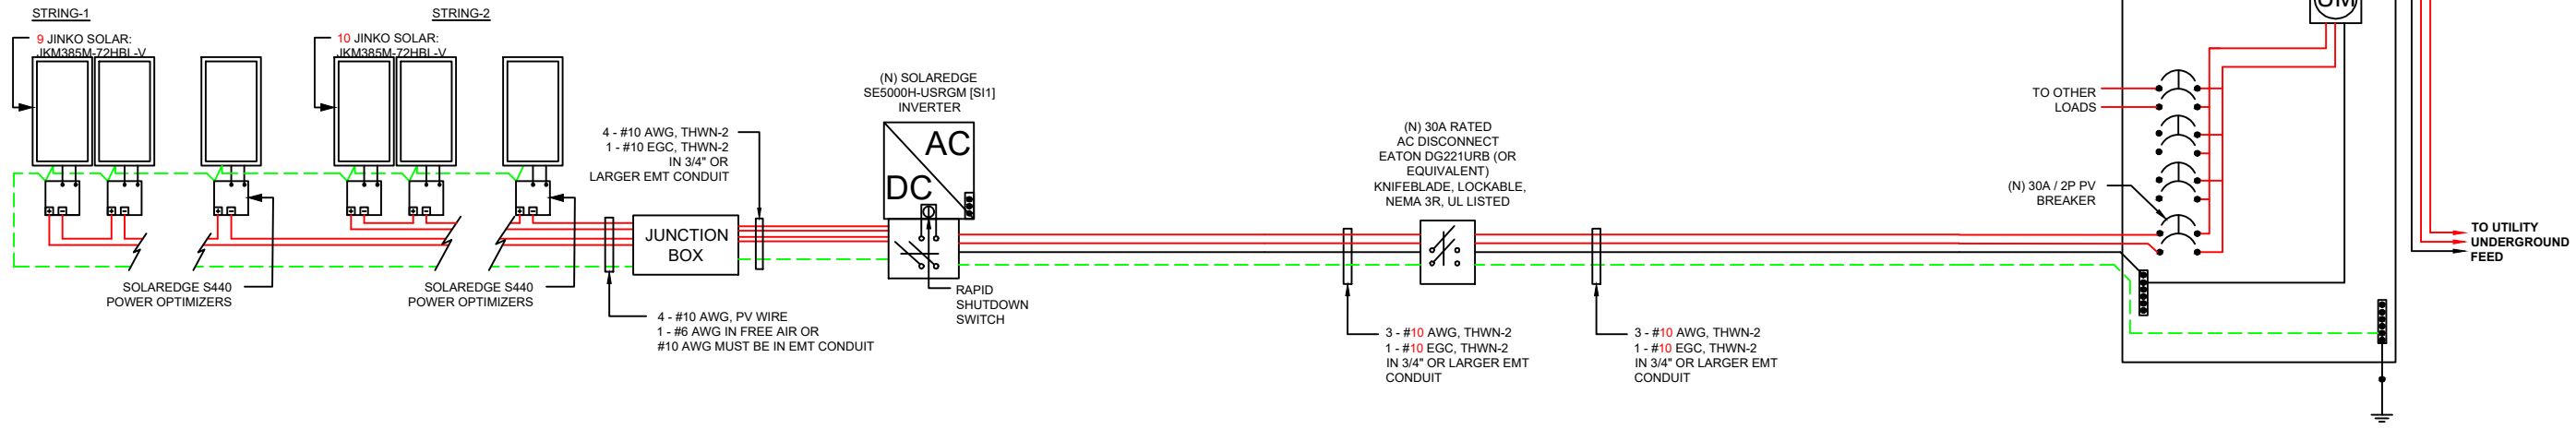 STRING-1
9 JINKO SOLAR:
JKM385M-72HBL-V
STRING-2
10 JINKO SOLAR:
JKM385M-72HBL-V
SOLAREDGE S440
POWER OPTIMIZERS
SOLAREDGE S440
POWER OPTIMIZERS
4 - #10 AWG, THWN-2
1 - #10 EGC, THWN-2
IN 3/4" OR
LARGER EMT CONDUIT
JUNCTION
BOX
4 - #10 AWG, PV WIRE
1 - #6 AWG IN FREE AIR OR
#10 AWG MUST BE IN EMT CONDUIT
(N) SOLAREDGE
SE5000H-USRGM [SI1]
INVERTER
AC
DC
RAPID
SHUTDOWN
SWITCH
(N) 30A RATED
AC DISCONNECT
EATON DG221URB (OR
EQUIVALENT)
KNIFEBLADE, LOCKABLE,
NEMA 3R, UL LISTED
3 - #10 AWG, THWN-2
1 - #10 EGC, THWN-2
IN 3/4" OR LARGER EMT
CONDUIT
3 - #10 AWG, THWN-2
1 - #10 EGC, THWN-2
IN 3/4" OR LARGER EMT
CONDUIT
TO OTHER
LOADS
(N) 30A / 2P PV
BREAKER
TO UTILITY
UNDERGROUND
FEED